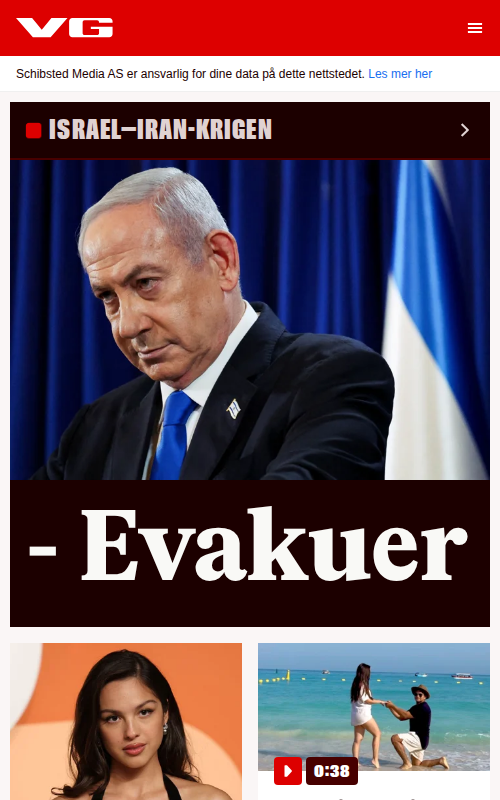 VG
Schibsted Media AS er ansvarlig for dine data på dette nettstedet. Les mer her
ISRAEL–IRAN-KRIGEN
- Evakuer
0:38